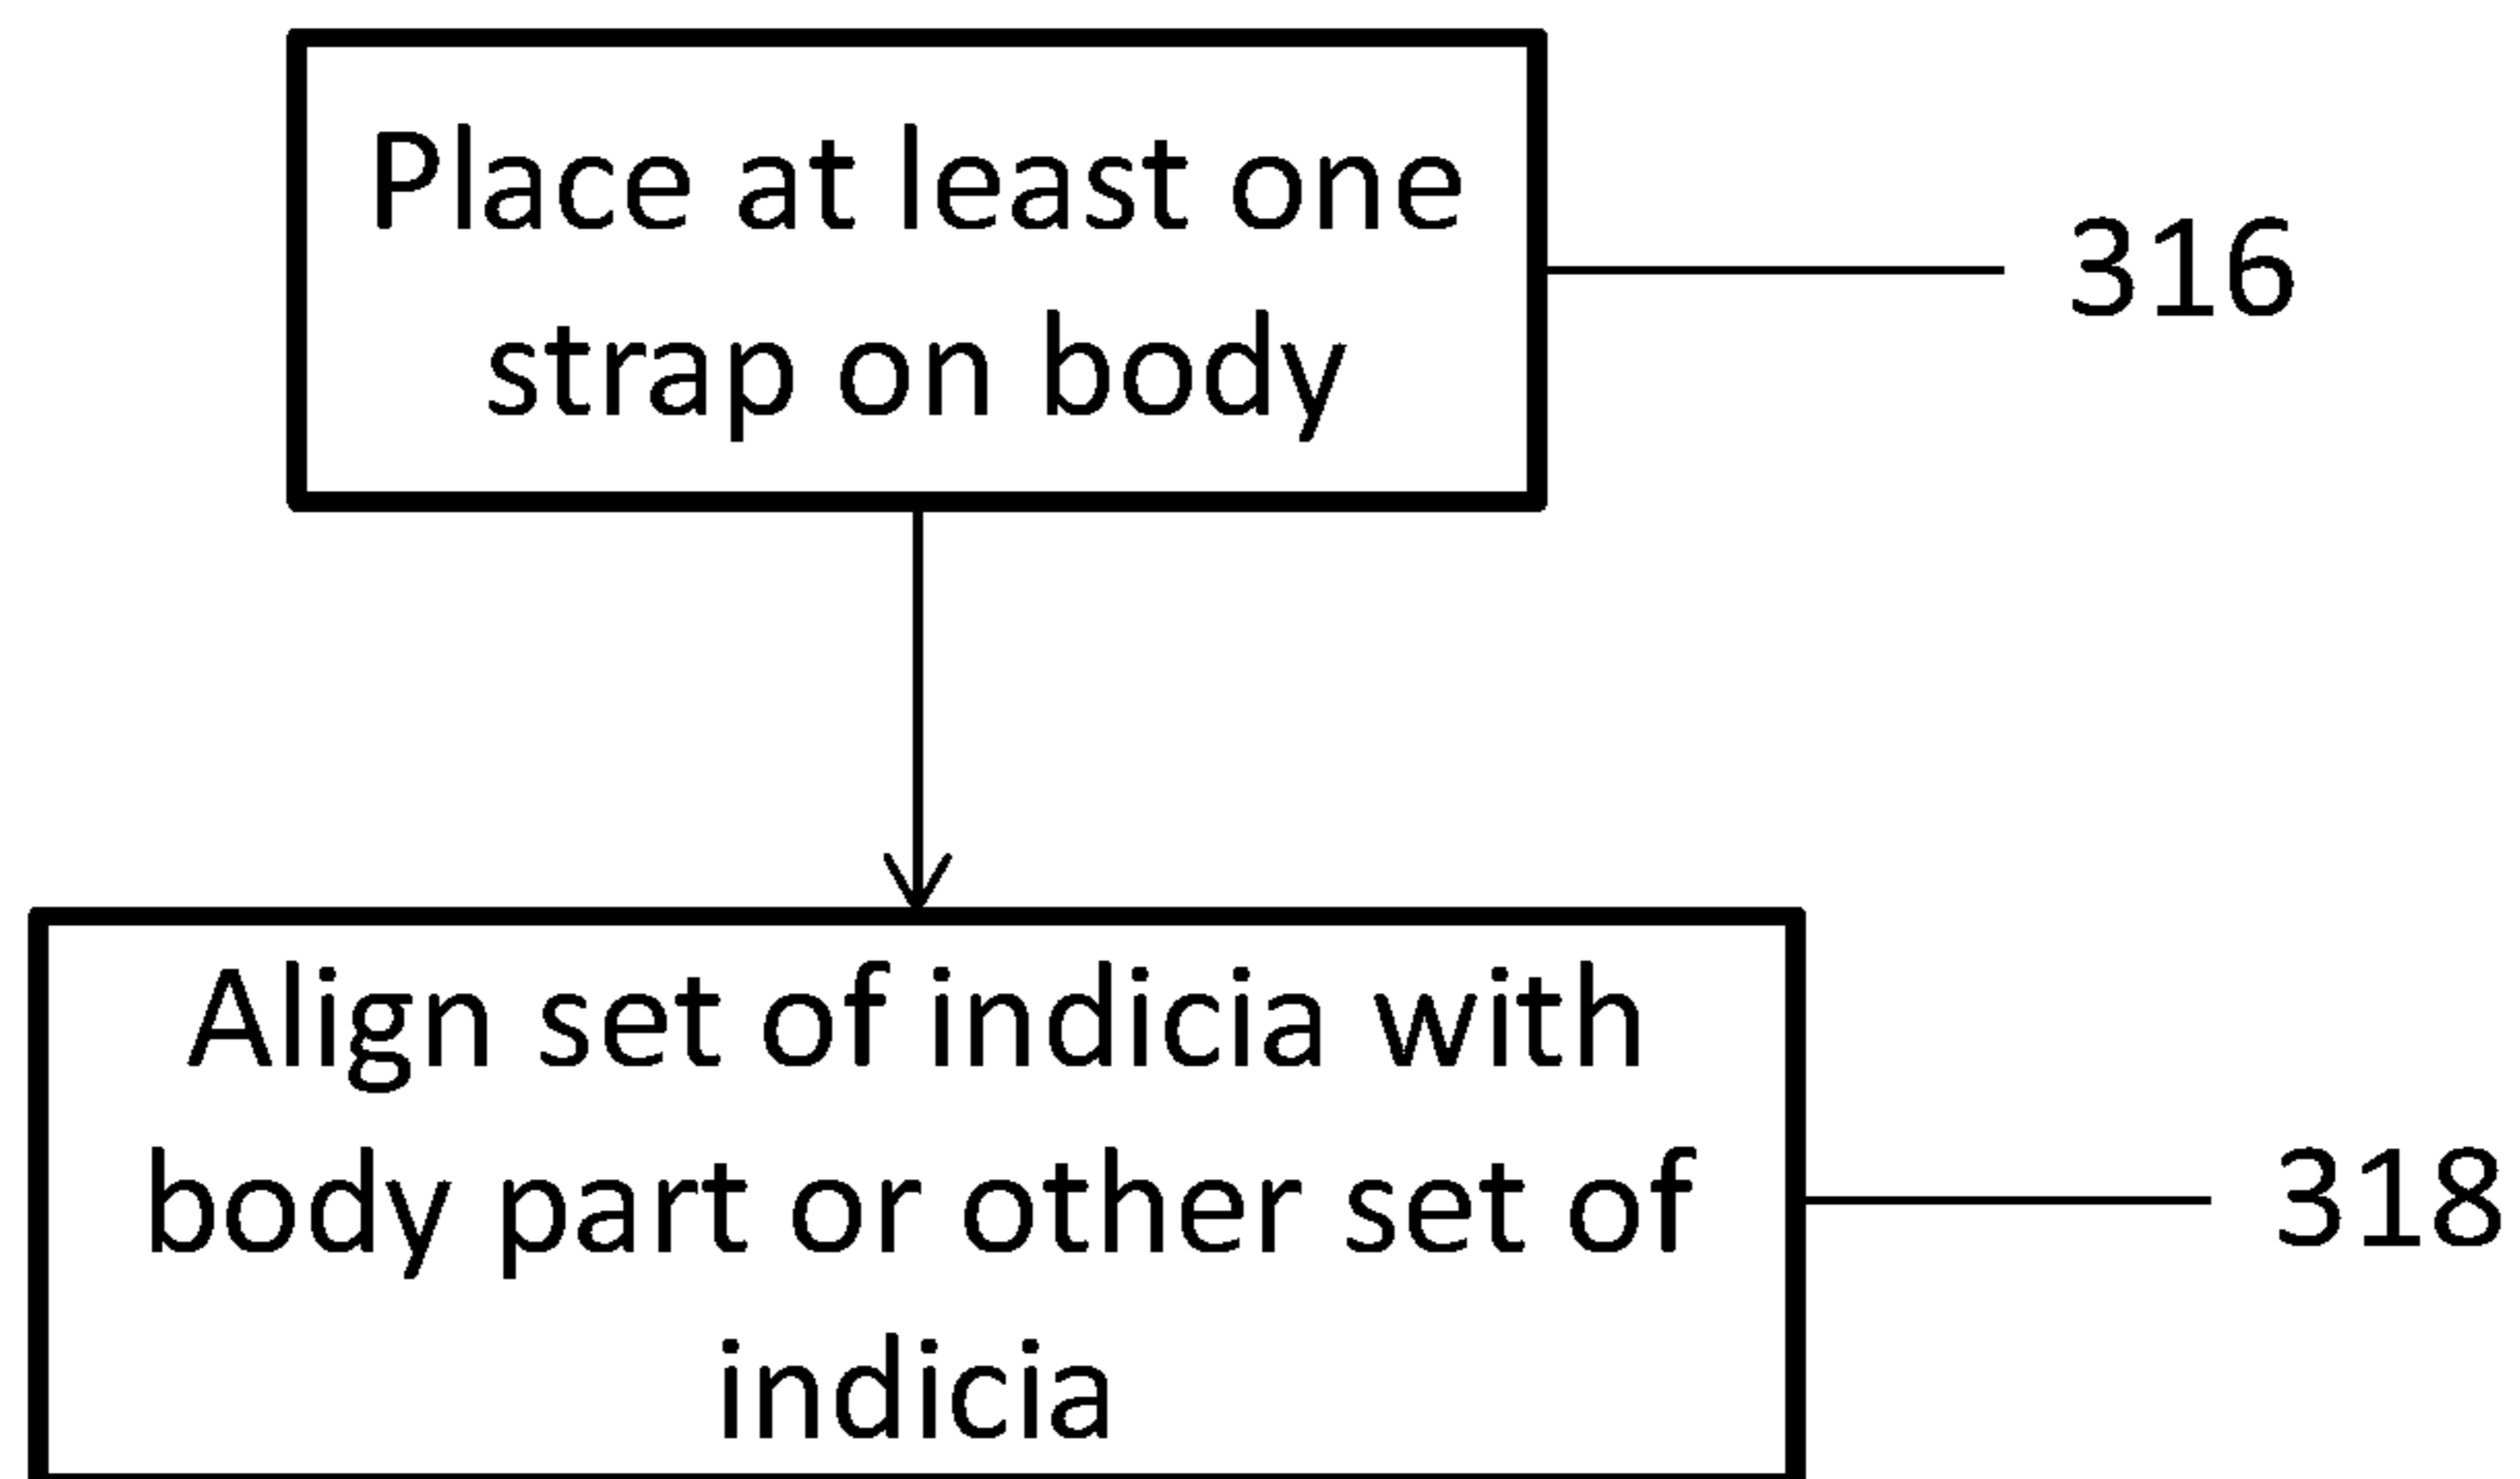 Place at least one
strap on body
316
Align set of indicia with
body part or other set of
indicia
318